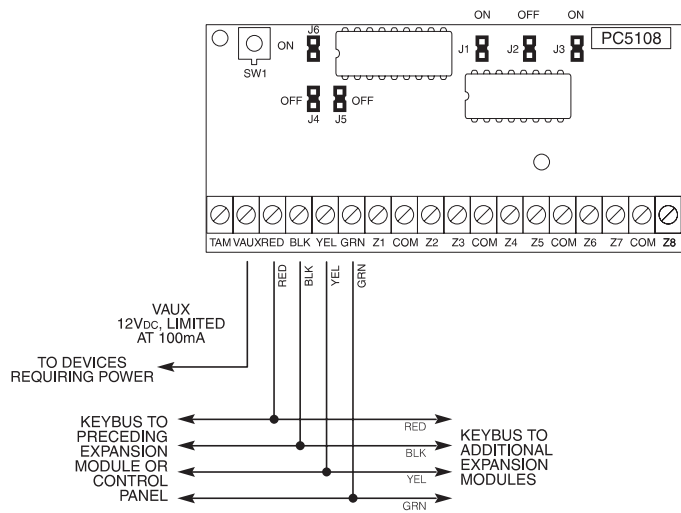 ON OFF ON
J6
ON
J1 J2 J3
PC5108
SW1
OFF OFF
J4 J5
TAM VAUX RED BLK YEL GRN Z1 COM Z2 Z3 COM Z4 Z5 COM Z6 Z7 COM Z8
RED
BLK
YEL
GRN
VAUX
12VDC, LIMITED
AT 100mA
TO DEVICES
REQUIRING POWER
KEYBUS TO
PRECEDING
EXPANSION
MODULE OR
CONTROL
PANEL
RED
BLK
YEL
GRN
KEYBUS TO
ADDITIONAL
EXPANSION
MODULES